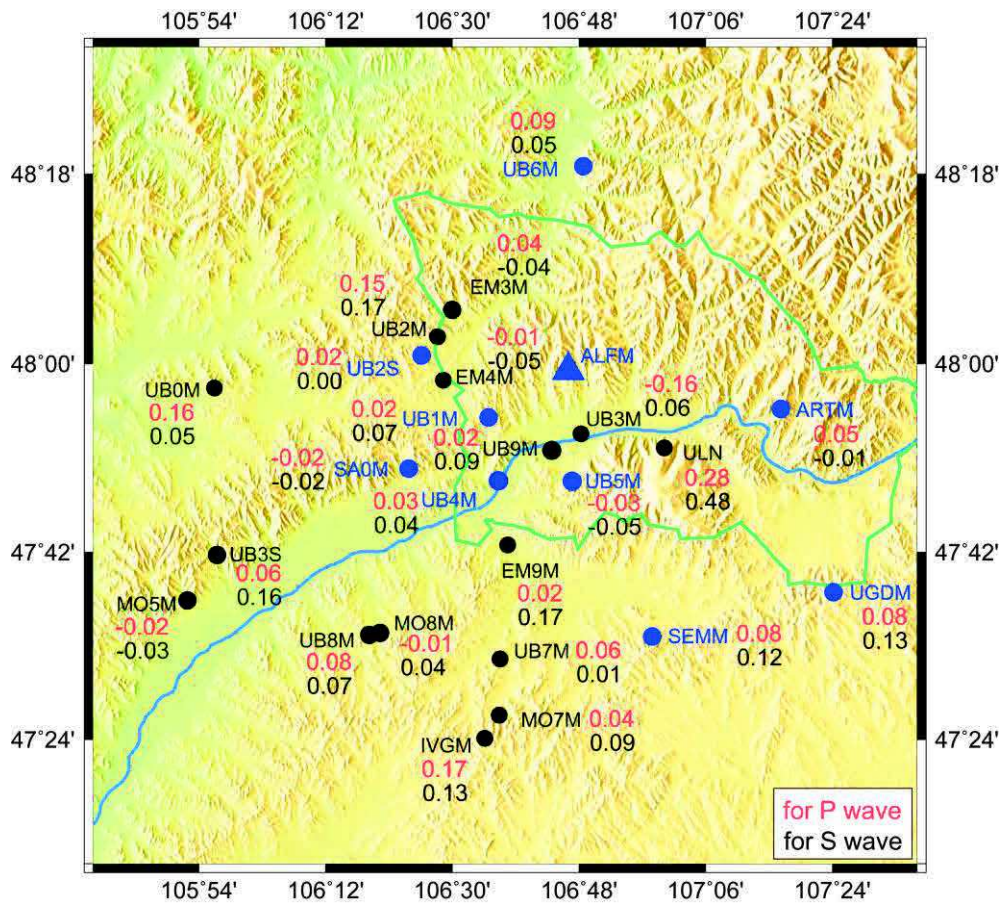 105°54' 106°12' 106°30' 106°48' 107°06' 107°24'
0.09
0.05
48°18' UB6M 48°18'
0.04
-0.04
0.15
0.17
EM3M
UB2M
-0.01
-0.05
ALFM
48°00' 48°00'
0.02
0.00
UB2S
EM4M
UB0M
0.16
0.05
-0.16
0.06
0.02
0.07
UB1M
UB3M
ARTM
0.05
-0.01
0.02
0.09
UB9M
ULN
0.28
0.48
-0.02
-0.02
SA0M
0.03
0.04
UB4M
UB5M
-0.03
-0.05
47°42' 47°42'
UB3S
0.06
0.16
EM9M
0.02
0.17
MO5M
-0.02
-0.03
UGDM
0.08
0.13
UB8M
0.08
0.07
MO8M
-0.01
0.04
SEMM
0.08
0.12
UB7M
0.06
0.01
MO7M
0.04
0.09
47°24' 47°24'
IVGM
0.17
0.13
for P wave
for S wave
105°54' 106°12' 106°30' 106°48' 107°06' 107°24'